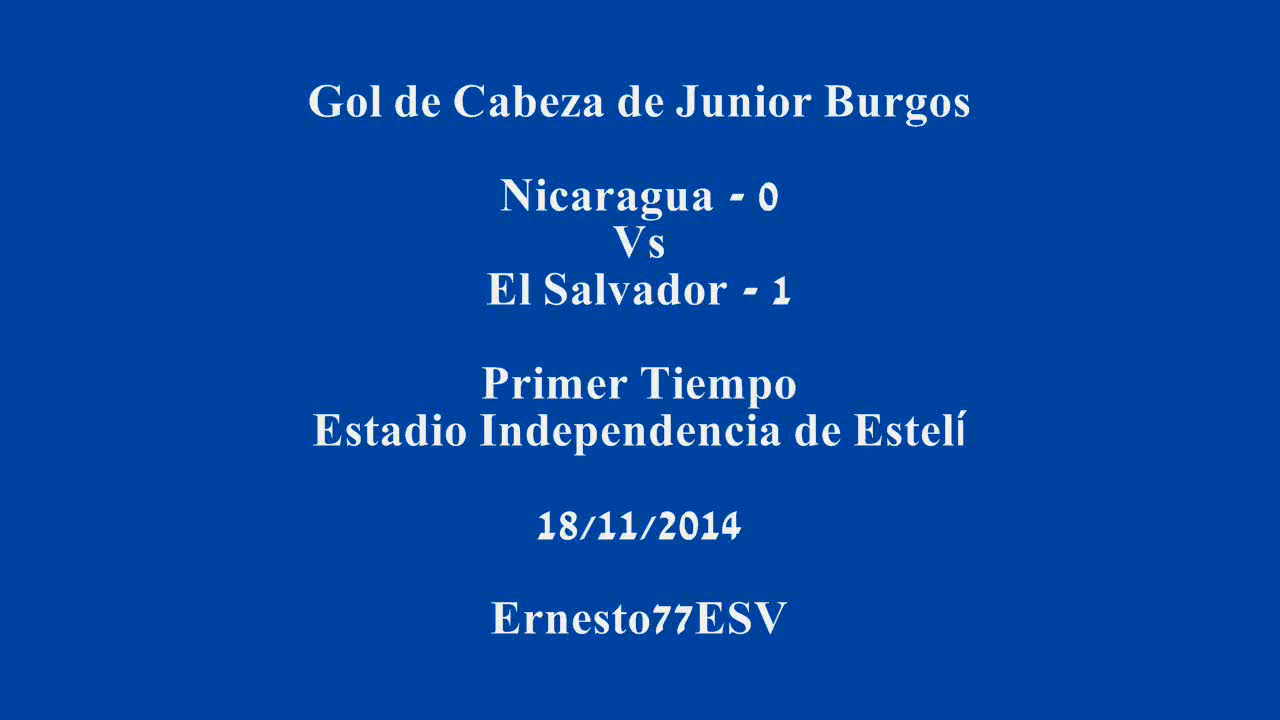 Gol de Cabeza de Junior Burgos
Nicaragua - 0
Vs
El Salvador - 1
Primer Tiempo
Estadio Independencia de Estelí
18/11/2014
Ernesto77ESV